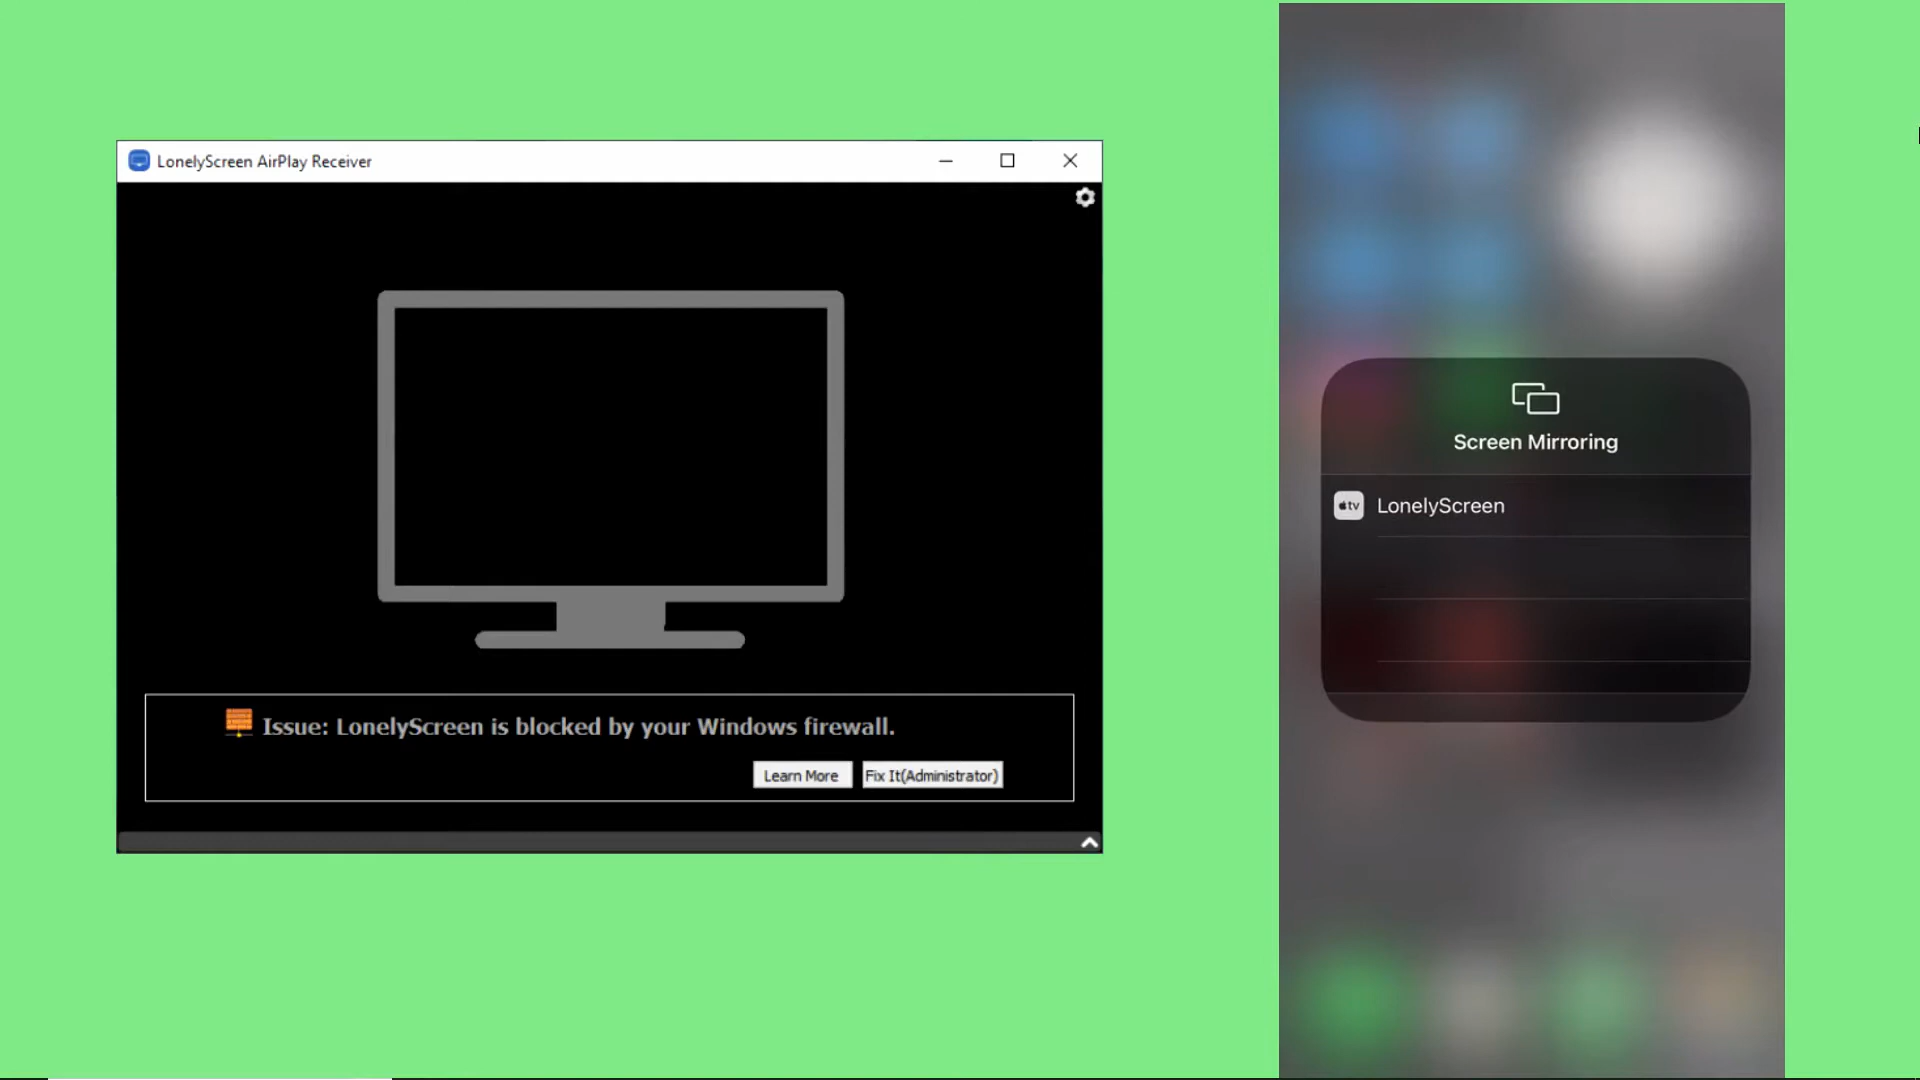 LonelyScreen AirPlay Receiver
Issue: LonelyScreen is blocked by your Windows firewall.
Learn More
Fix It(Administrator)
Screen Mirroring
tv
LonelyScreen